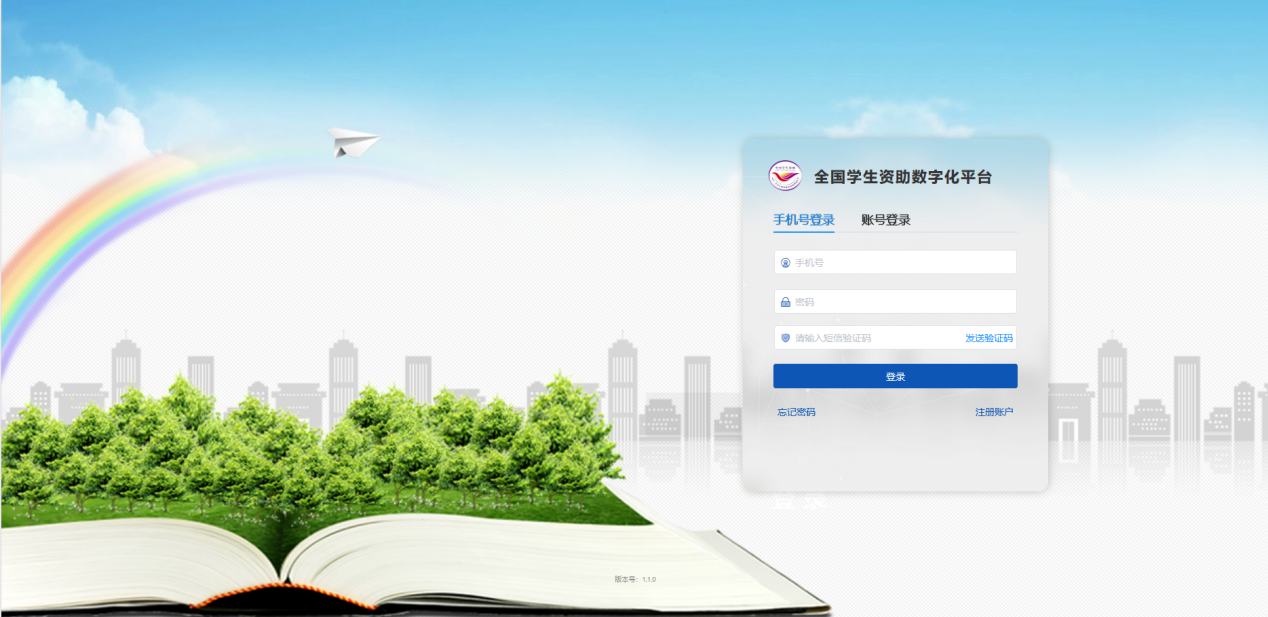 全国学生资助数字化平台
手机号登录 账号登录
手机号
密码
请输入短信验证码 发送验证码
登录
忘记密码 注册账户
登录
版本号：1.1.0